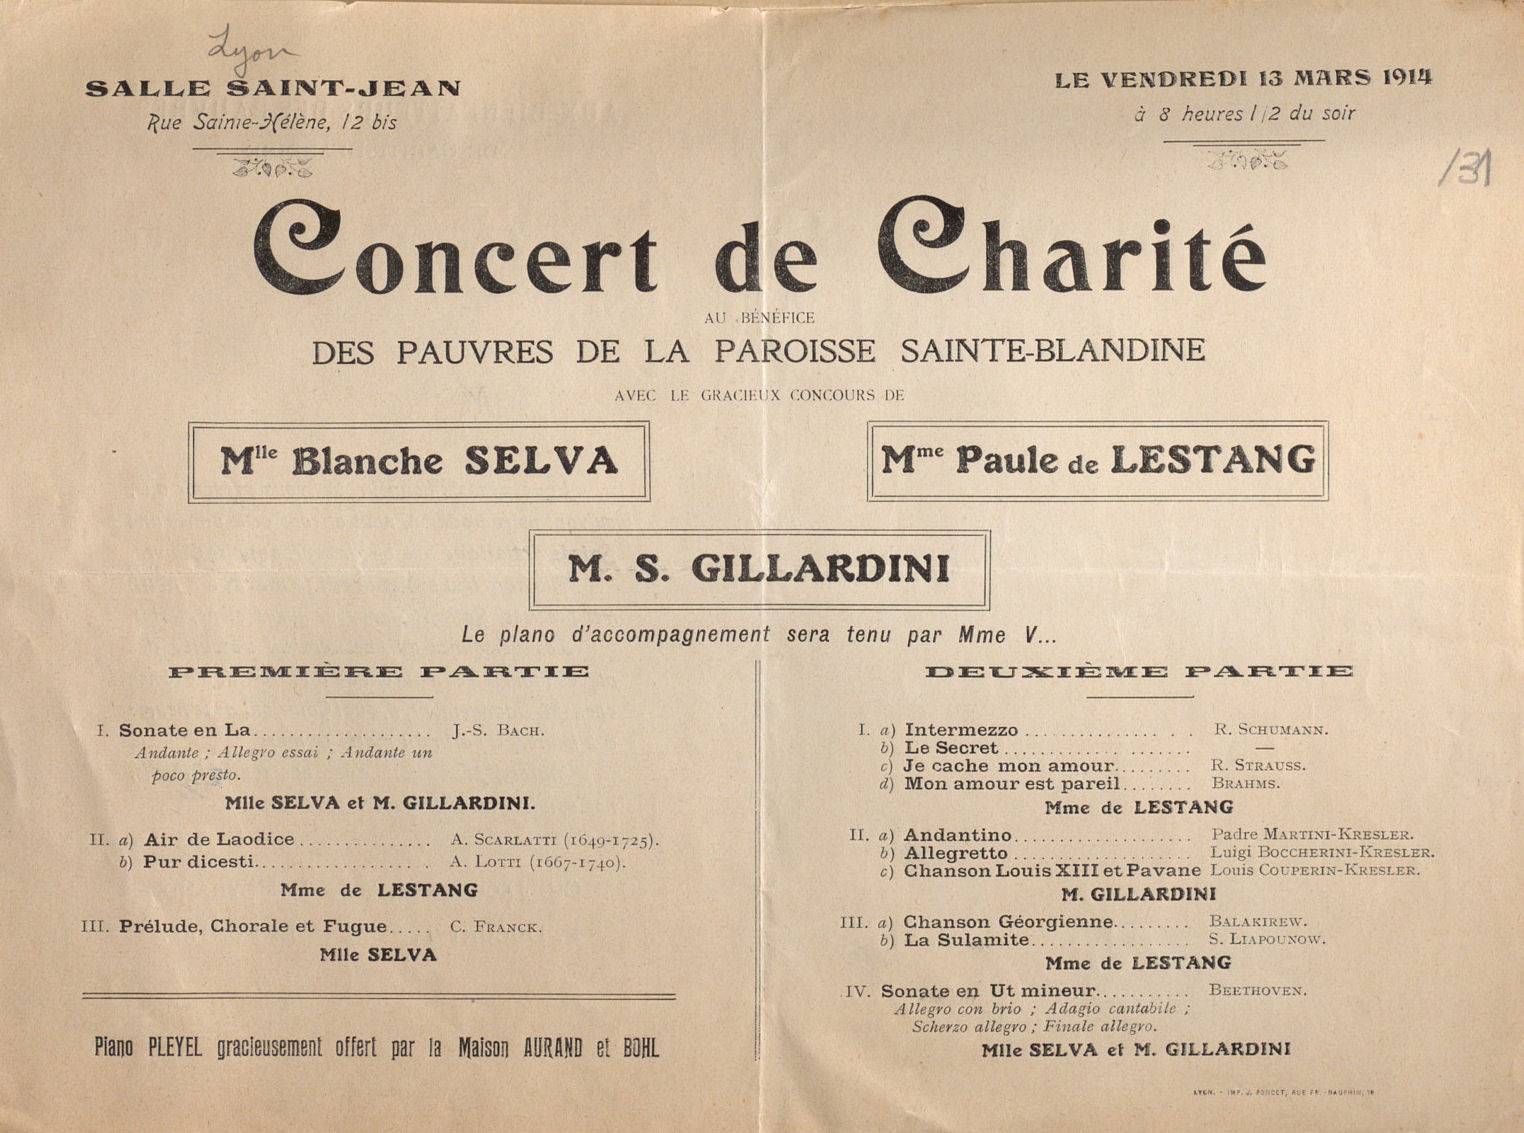 Lyon
SALLE SAINT-JEAN
Rue Sainte-Hélène, 12 bis
LE VENDREDI 13 MARS 1914
à 8 heures 1/2 du soir
131
Concert de Charité
AU BÉNÉFICE
DES PAUVRES DE LA PAROISSE SAINTE-BLANDINE
AVEC LE GRACIEUX CONCOURS DE
Mlle Blanche SELVA
Mme Paule de LESTANG
M. S. GILLARDINI
Le piano d'accompagnement sera tenu par Mme V...
PREMIÈRE PARTIE
I. Sonate en La.................... J.-S. BACH.
Andante ; Allegro essai ; Andante un
poco presto.
Mlle SELVA et M. GILLARDINI.
II. a) Air de Laodice............... A. SCARLATTI (1649-1725).
b) Pur dicesti.................... A. LOTTI (1667-1740).
Mme de LESTANG
III. Prélude, Chorale et Fugue..... C. FRANCK.
Mlle SELVA
Piano PLEYEL gracieusement offert par la Maison AURAND et BOHL
DEUXIÈME PARTIE
I. a) Intermezzo.................. R. SCHUMANN.
b) Le Secret.................... —
c) Je cache mon amour......... R. STRAUSS.
d) Mon amour est pareil........ BRAHMS.
Mme de LESTANG
II. a) Andantino.................... Padre MARTINI-KRESLER.
b) Allegretto.................... Luigi BOCCHERINI-KRESLER.
c) Chanson Louis XIII et Pavane Louis COUPERIN-KRESLER.
M. GILLARDINI
III. a) Chanson Géorgienne......... BALAKIREW.
b) La Sulamite.................. S. LIAPOUNOW.
Mme de LESTANG
IV. Sonate en Ut mineur........... BEETHOVEN.
Allegro con brio ; Adagio cantabile ;
Scherzo allegro ; Finale allegro.
Mlle SELVA et M. GILLARDINI
LYON. - IMP. J. PONCET, RUE FR.-DAUPHIN, 18